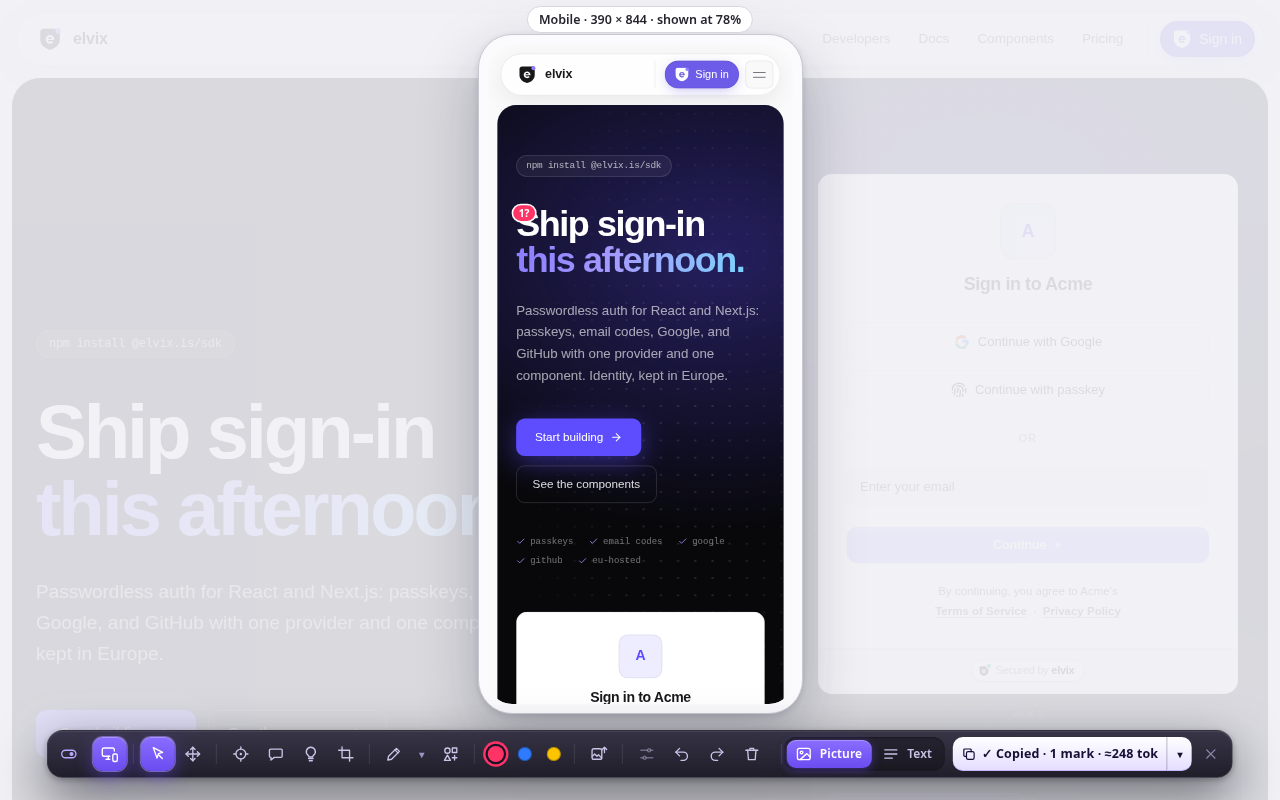 Mobile · 390 × 844 · shown at 78%
elvix
Developers
Docs
Components
Pricing
Sign in
elvix
Sign in
npm install @elvix.is/sdk
1?
Ship sign-in
this afternoon.
Passwordless auth for React and Next.js:
passkeys, email codes, Google, and
GitHub with one provider and one
component. Identity, kept in Europe.
Start building
See the components
passkeys
email codes
google
github
eu-hosted
A
Sign in to Acme
npm install @elvix.is/sdk
Ship sign-in
this afternoon
Passwordless auth for React and Next.js: passkeys,
Google, and GitHub with one provider and one comp
kept in Europe.
A
Sign in to Acme
Continue with Google
Continue with passkey
OR
Enter your email
Continue
By continuing, you agree to Acme's
Terms of Service · Privacy Policy
Secured by elvix
Picture
Text
✓ Copied · 1 mark · ≈248 tok